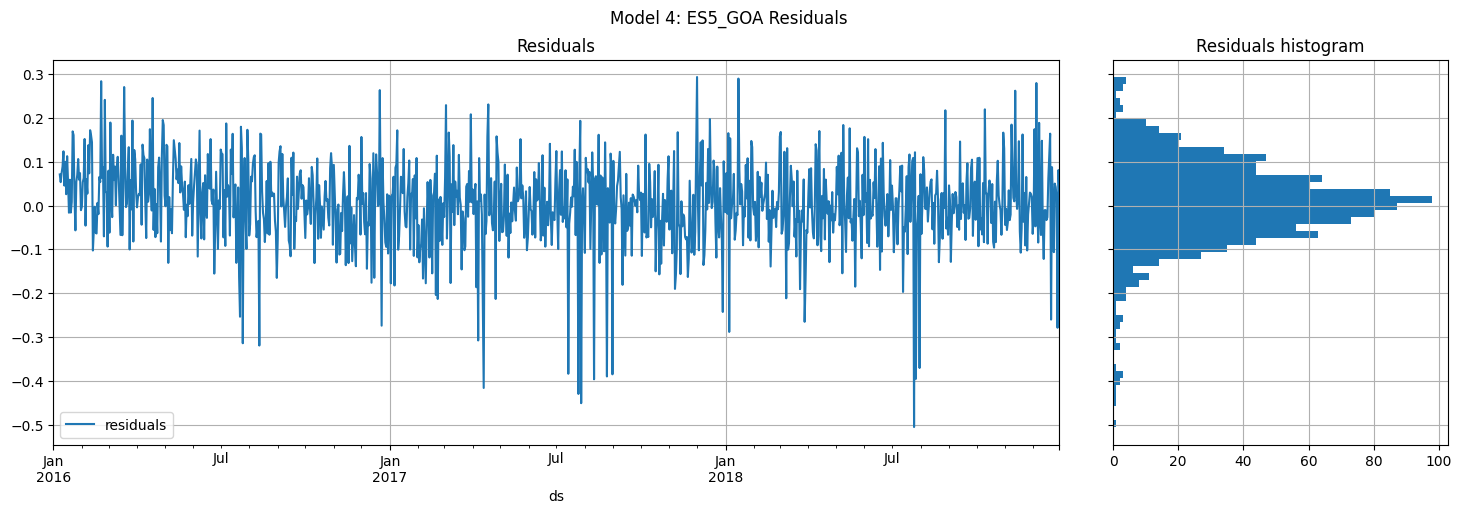 Model 4: ES5_GOA Residuals
Residuals
Residuals histogram
0.3
0.2
0.1
0.0
−0.1
−0.2
−0.3
−0.4
−0.5
residuals
Jan Jul Jan Jul Jan Jul
2016 2017 2018
ds
0 20 40 60 80 100